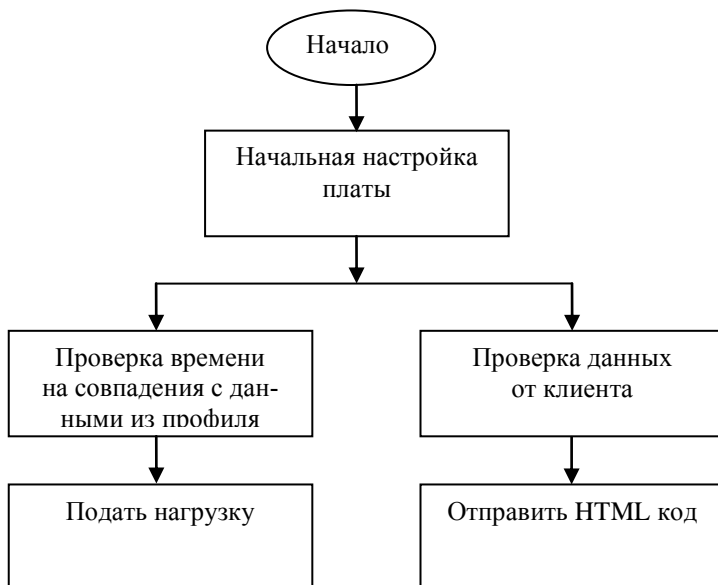 Начало
Начальная настройка
платы
Проверка времени
на совпадения с дан-
ными из профиля
Проверка данных
от клиента
Подать нагрузку
Отправить HTML код